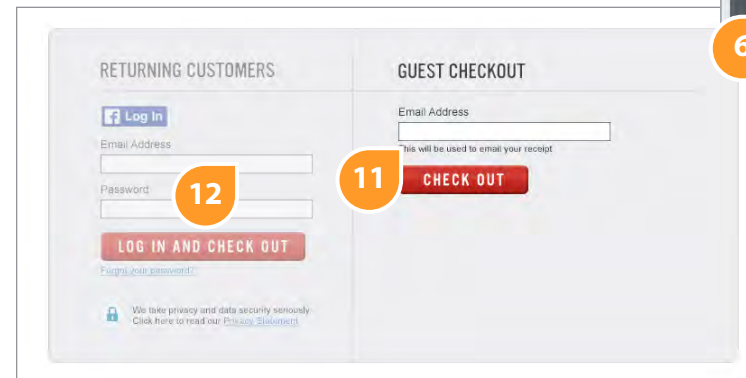 6
RETURNING CUSTOMERS
f Log In
Email Address
Password
12
LOG IN AND CHECK OUT
Forgot your password?
We take privacy and data security seriously.
Click here to read our Privacy Statement
GUEST CHECKOUT
Email Address
This will be used to email your receipt
11
CHECK OUT